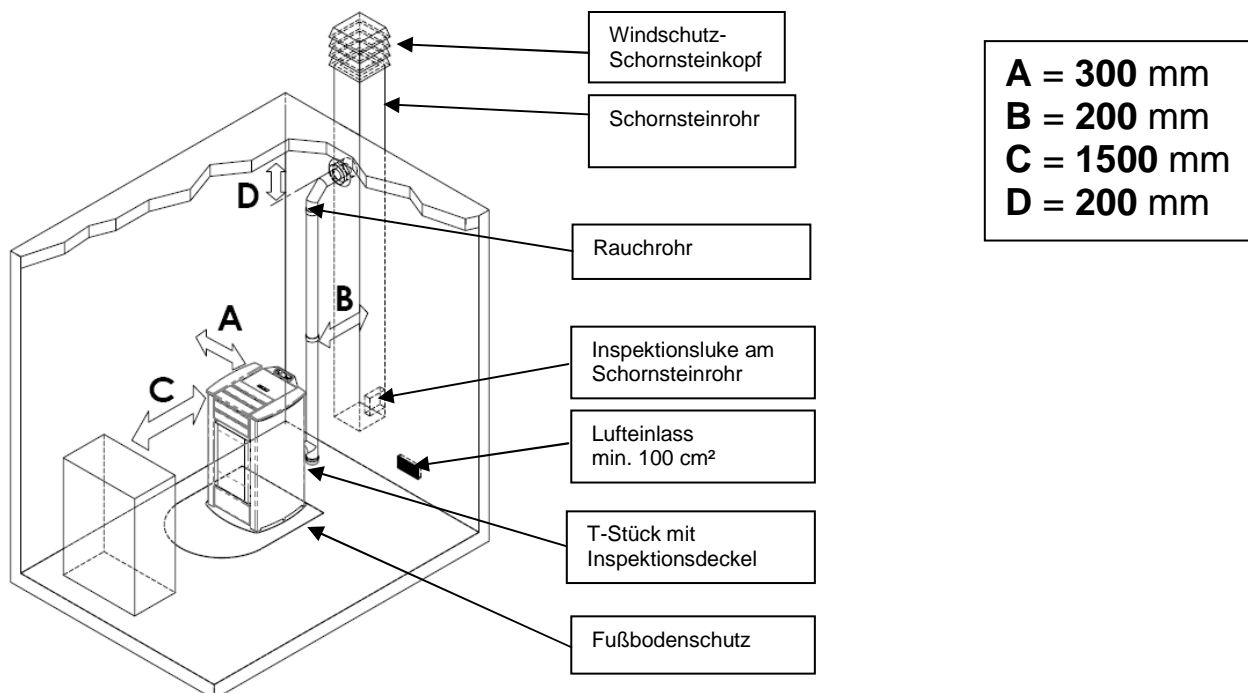 Windschutz-
Schornsteinkopf
Schornsteinrohr
A = 300 mm
B = 200 mm
C = 1500 mm
D = 200 mm
D
Rauchrohr
B
A
Inspektionsluke am
Schornsteinrohr
C
Lufteinlass
min. 100 cm²
T-Stück mit
Inspektionsdeckel
Fußbodenschutz